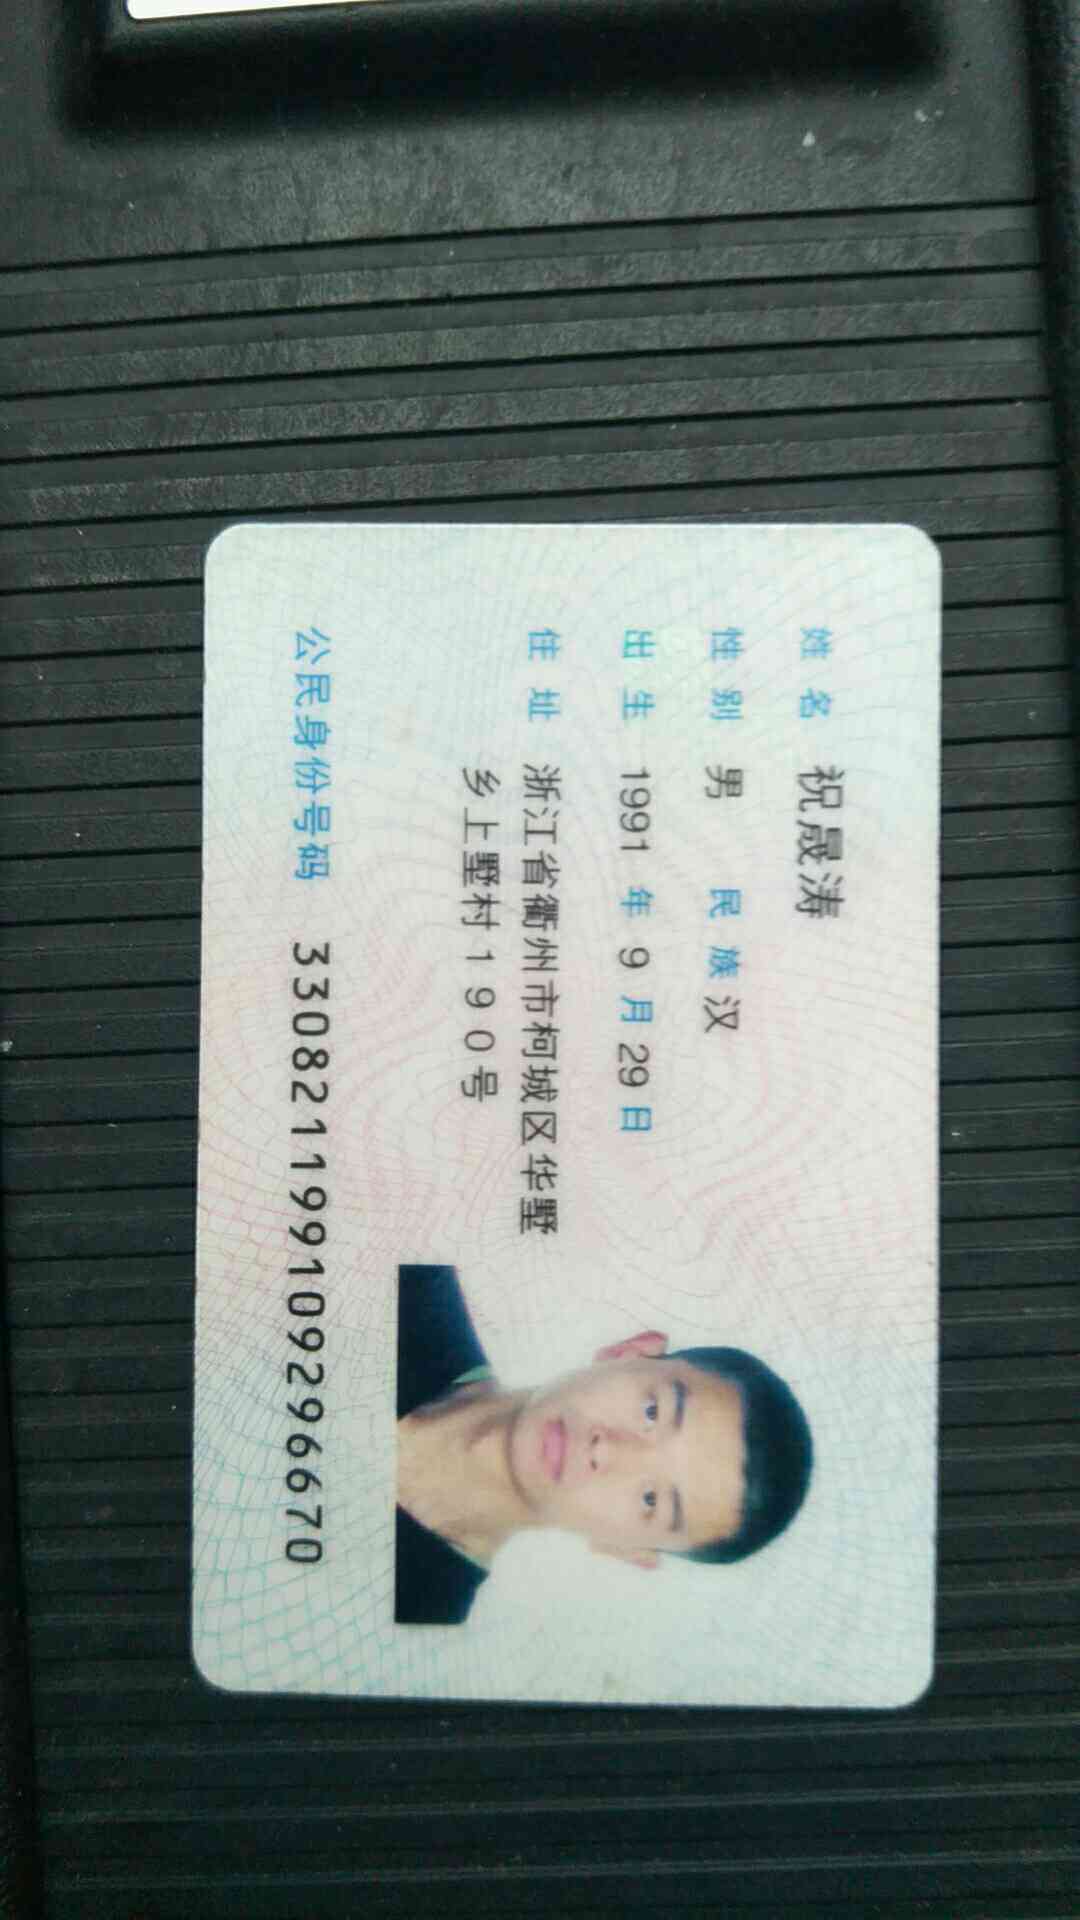 姓名 祝晟涛
性别 男 民族 汉
出生 1991 年 9 月 29 日
住址 浙江省衢州市柯城区华墅
乡上墅村190号
公民身份号码 330821199109296670